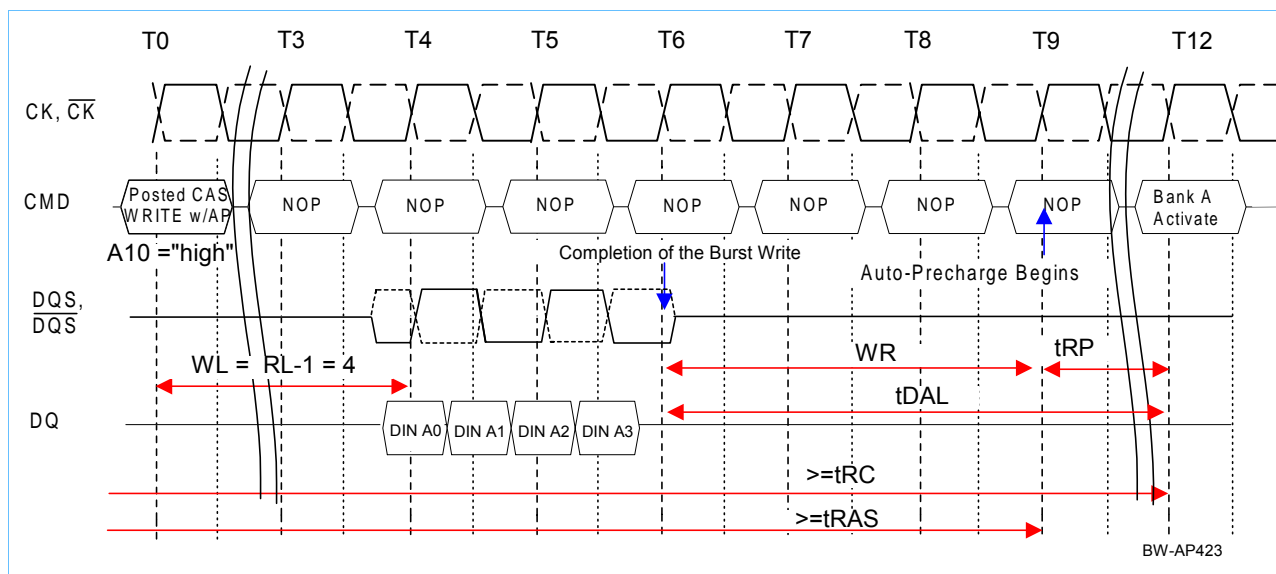 T0 T3 T4 T5 T6 T7 T8 T9 T12
CK, CK
CMD
Posted CAS
WRITE w/AP
NOP NOP NOP NOP NOP NOP NOP
Bank A
Activate
A10 ="high"
Completion of the Burst Write
Auto-Precharge Begins
DQS,
DQS
WL = RL-1 = 4
WR
tRP
tDAL
DQ
DIN A0 DIN A1 DIN A2 DIN A3
>=tRC
>=tRAS
BW-AP423